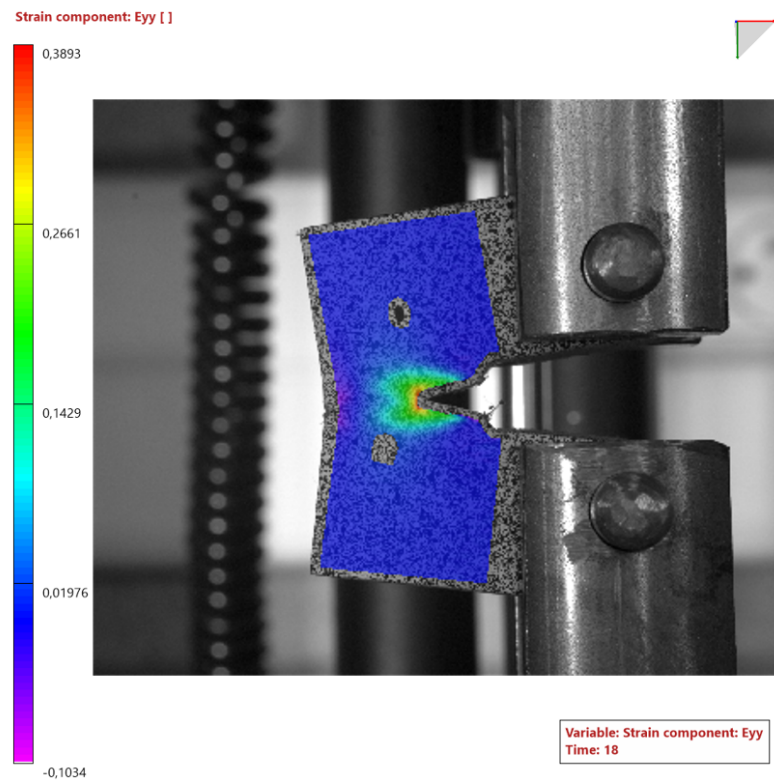 Strain component: Eyy [ ]
0,3893
0,2661
0,1429
0,01976
-0,1034
Variable: Strain component: Eyy
Time: 18